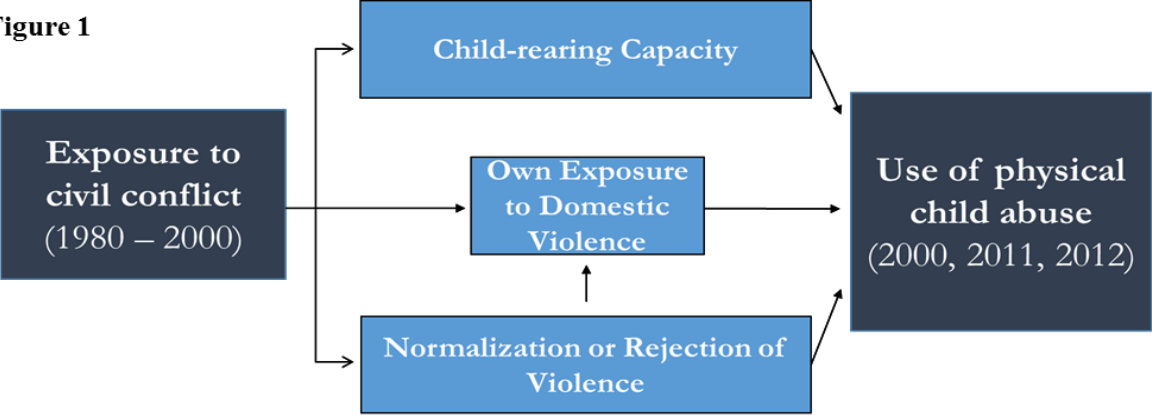 igure 1
Child-rearing Capacity
Exposure to
civil conflict
(1980 – 2000)
Own Exposure
to Domestic
Violence
Use of physical
child abuse
(2000, 2011, 2012)
Normalization or Rejection of
Violence